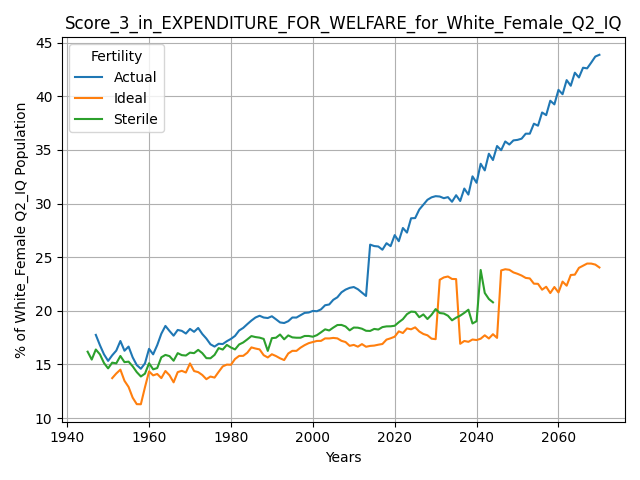 Score_3_in_EXPENDITURE_FOR_WELFARE_for_White_Female_Q2_IQ
Fertility
Actual
Ideal
Sterile
% of White_Female Q2_IQ Population
45
40
35
30
25
20
15
10
1940
1960
1980
2000
2020
2040
2060
Years